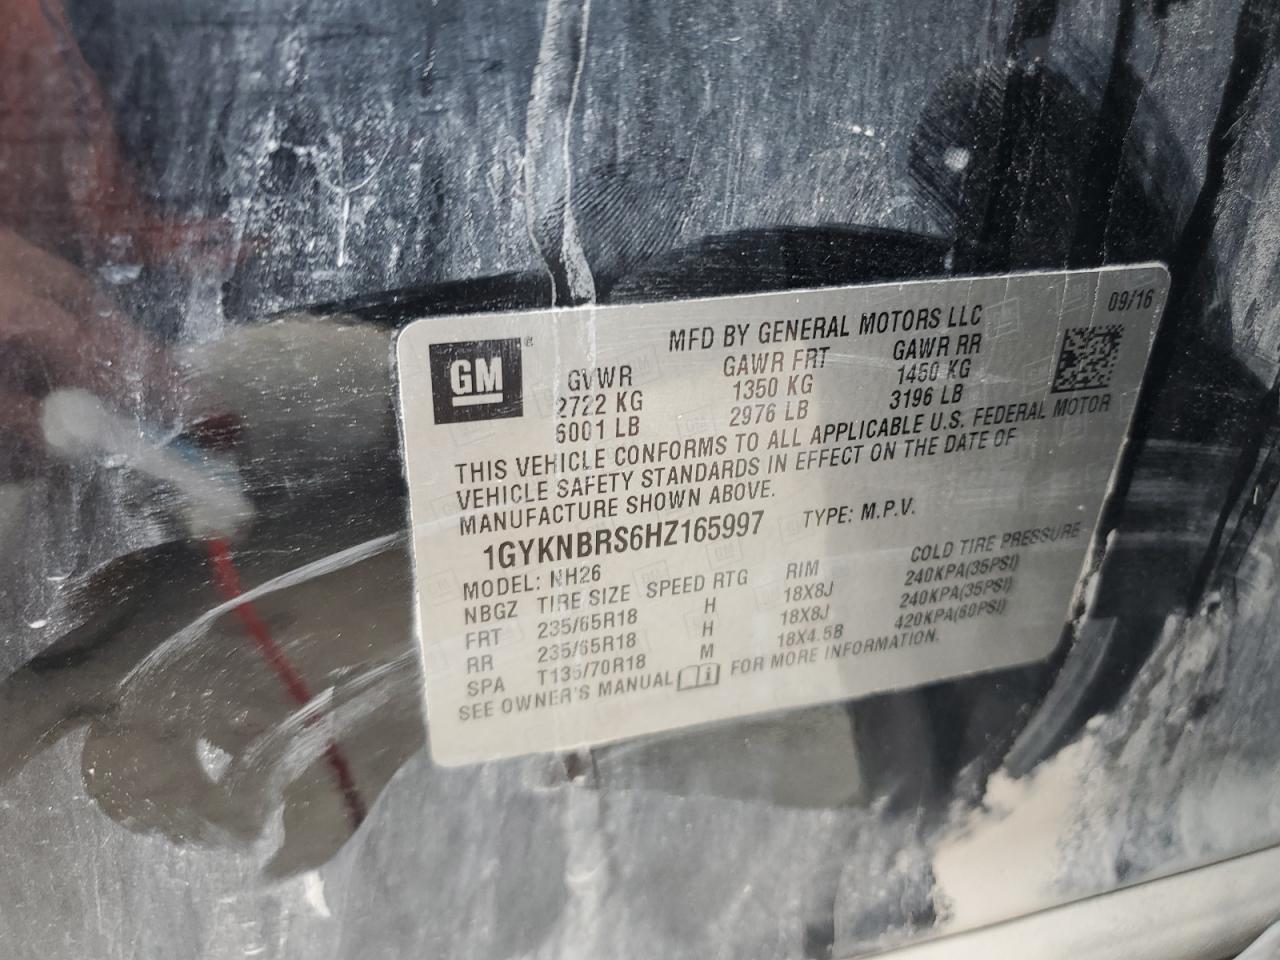 MFD BY GENERAL MOTORS LLC 09/16
GM®
GVWR GAWR FRT GAWR RR
2722 KG 1350 KG 1450 KG
6001 LB 2976 LB 3196 LB
THIS VEHICLE CONFORMS TO ALL APPLICABLE U.S. FEDERAL MOTOR
VEHICLE SAFETY STANDARDS IN EFFECT ON THE DATE OF
MANUFACTURE SHOWN ABOVE.
1GYKNBRS6HZ165997 TYPE: M.P.V.
MODEL: NH26
NBGZ TIRE SIZE SPEED RTG RIM COLD TIRE PRESSURE
FRT 235/65R18 H 18X8J 240KPA(35PSI)
RR 235/65R18 H 18X8J 240KPA(35PSI)
SPA T135/70R18 M 18X4.5B 420KPA(60PSI)
SEE OWNER'S MANUAL FOR MORE INFORMATION.